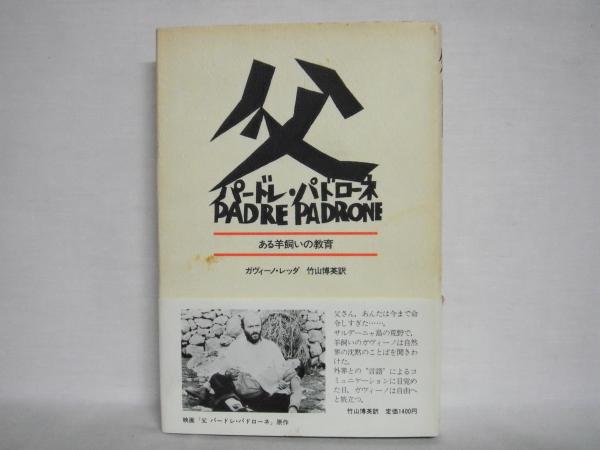 父
パードレ・パドローネ
PADRE PADRONE
ある羊飼いの教育
ガヴィーノ・レッダ 竹山博英訳
父さん，あんたは今まで命
令しすぎた……。
サルデーニャ島の荒野で，
羊飼いのガヴィーノは自然
界の沈黙のことばを聞きわ
けた。
外界との“言語”によるコ
ミュニケーションに目覚め
た日，ガヴィーノは自由へ
と旅立つ。
竹山博英訳 定価1400円
映画「父 パードレ・パドローネ」原作